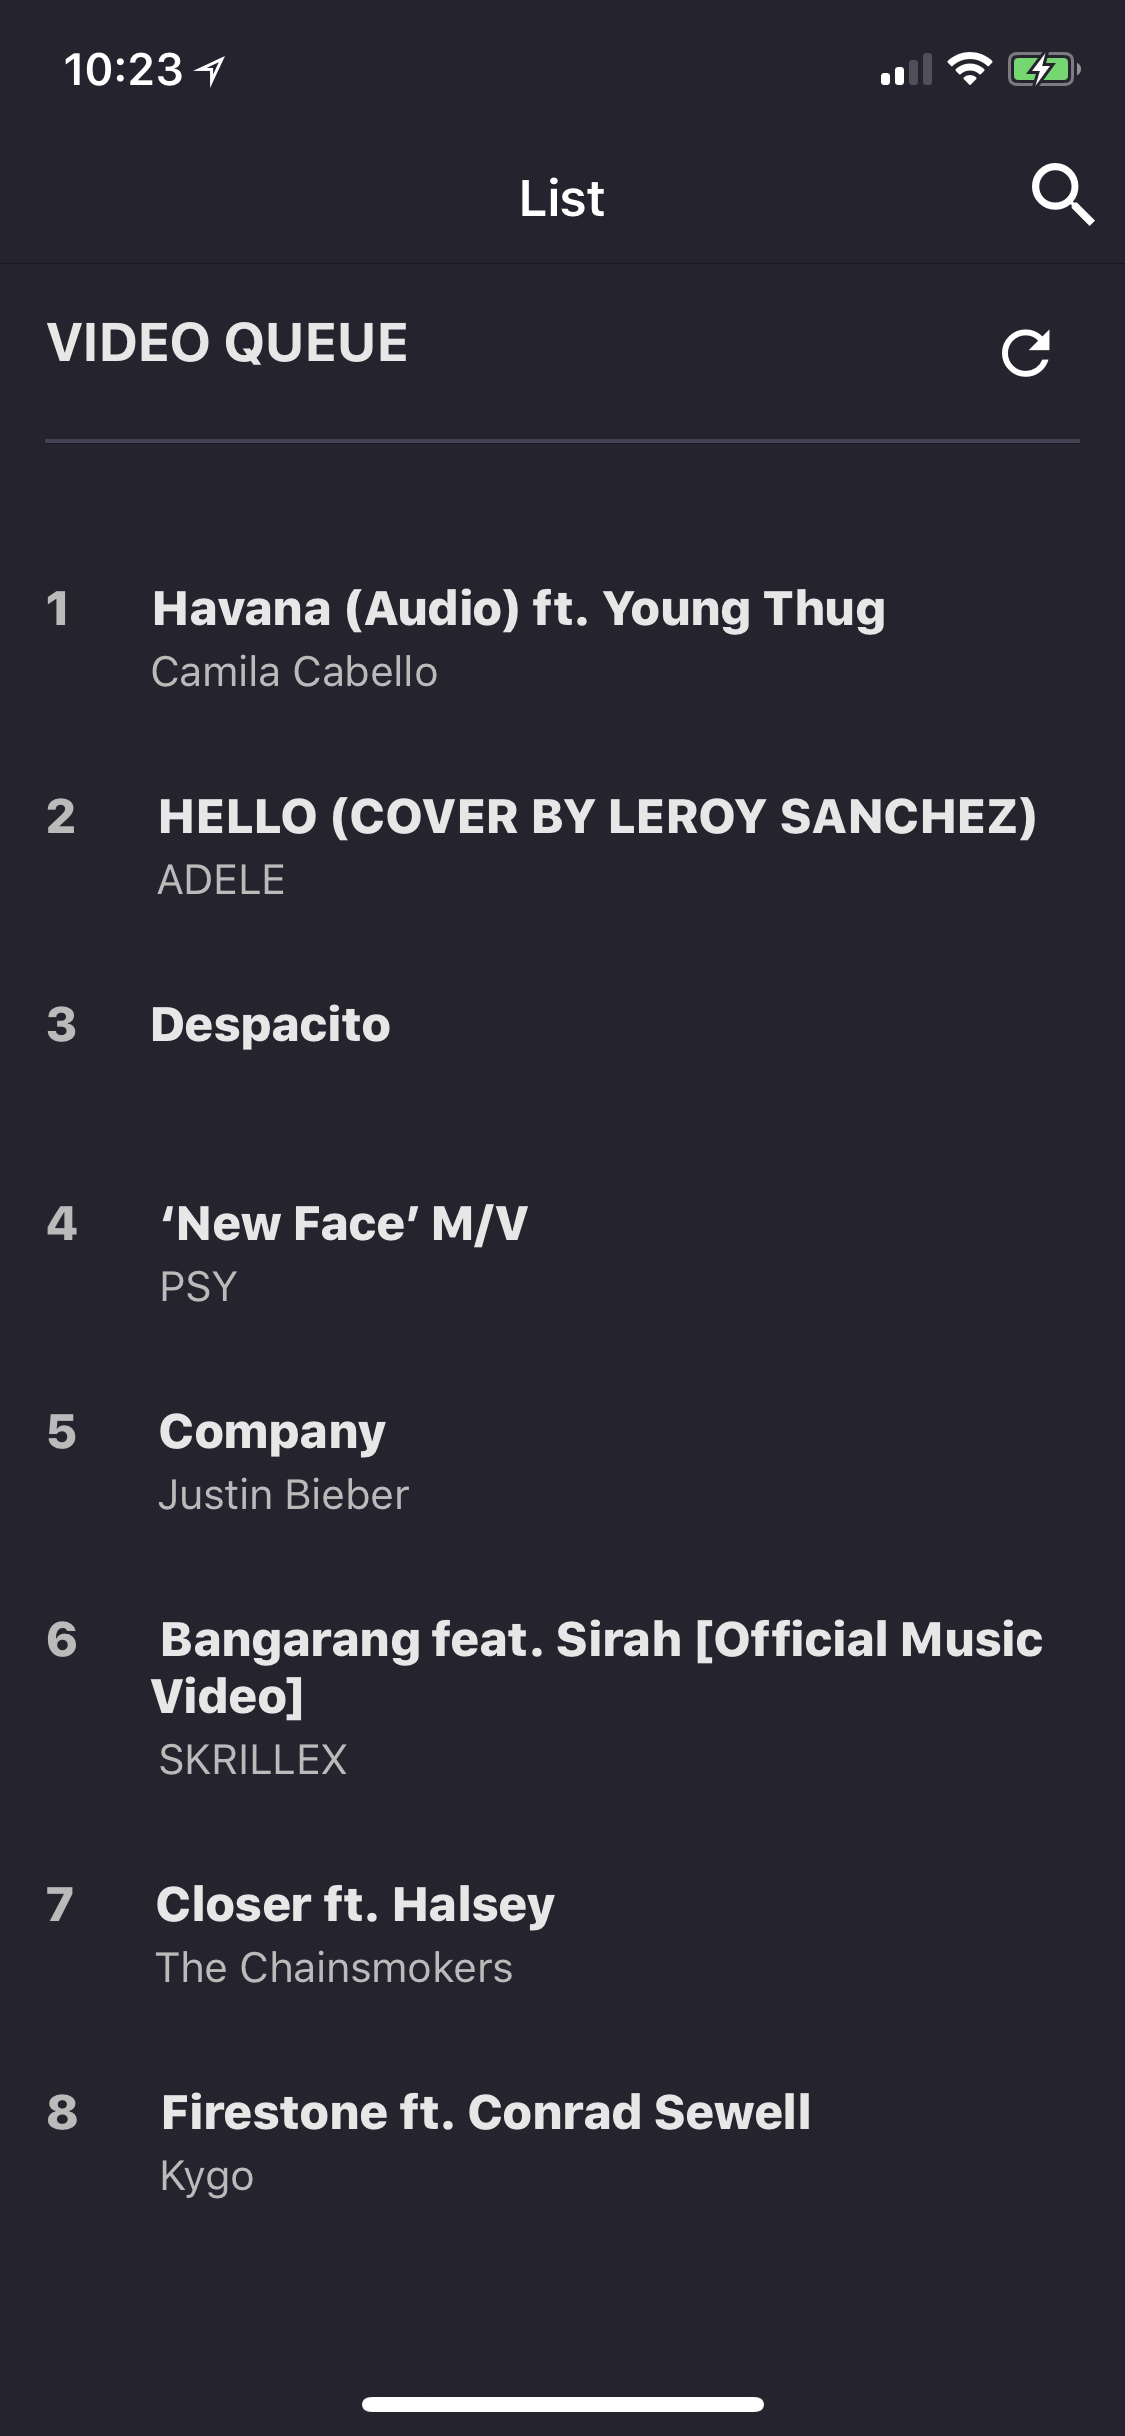 10:23
List
VIDEO QUEUE
1 Havana (Audio) ft. Young Thug
Camila Cabello
2 HELLO (COVER BY LEROY SANCHEZ)
ADELE
3 Despacito
4 ‘New Face’ M/V
PSY
5 Company
Justin Bieber
6 Bangarang feat. Sirah [Official Music
Video]
SKRILLEX
7 Closer ft. Halsey
The Chainsmokers
8 Firestone ft. Conrad Sewell
Kygo